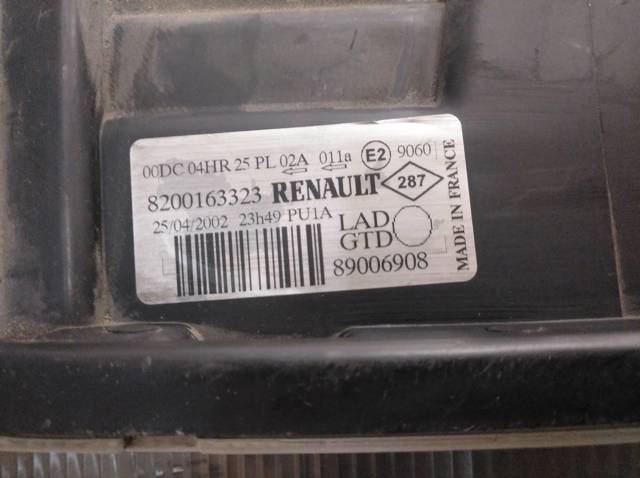 00DC 04HR 25 PL 02A 011a E2 9060
8200163323 RENAULT 287
25/04/2002 23h49 PU1A
LAD
GTD
89006908
MADE IN FRANCE